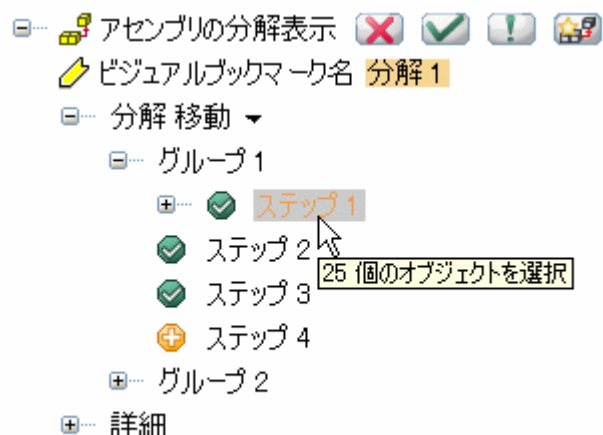 アセンブリの分解表示
ビジュアルブックマーク名 分解 1
分解 移動
グループ 1
ステップ 1
ステップ 2
25 個のオブジェクトを選択
ステップ 3
ステップ 4
グループ 2
詳細